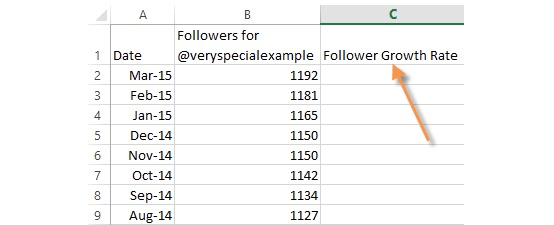 A B C
Followers for
1 Date @veryspecialexample Follower Growth Rate
2 Mar-15 1192
3 Feb-15 1181
4 Jan-15 1165
5 Dec-14 1150
6 Nov-14 1150
7 Oct-14 1142
8 Sep-14 1134
9 Aug-14 1127